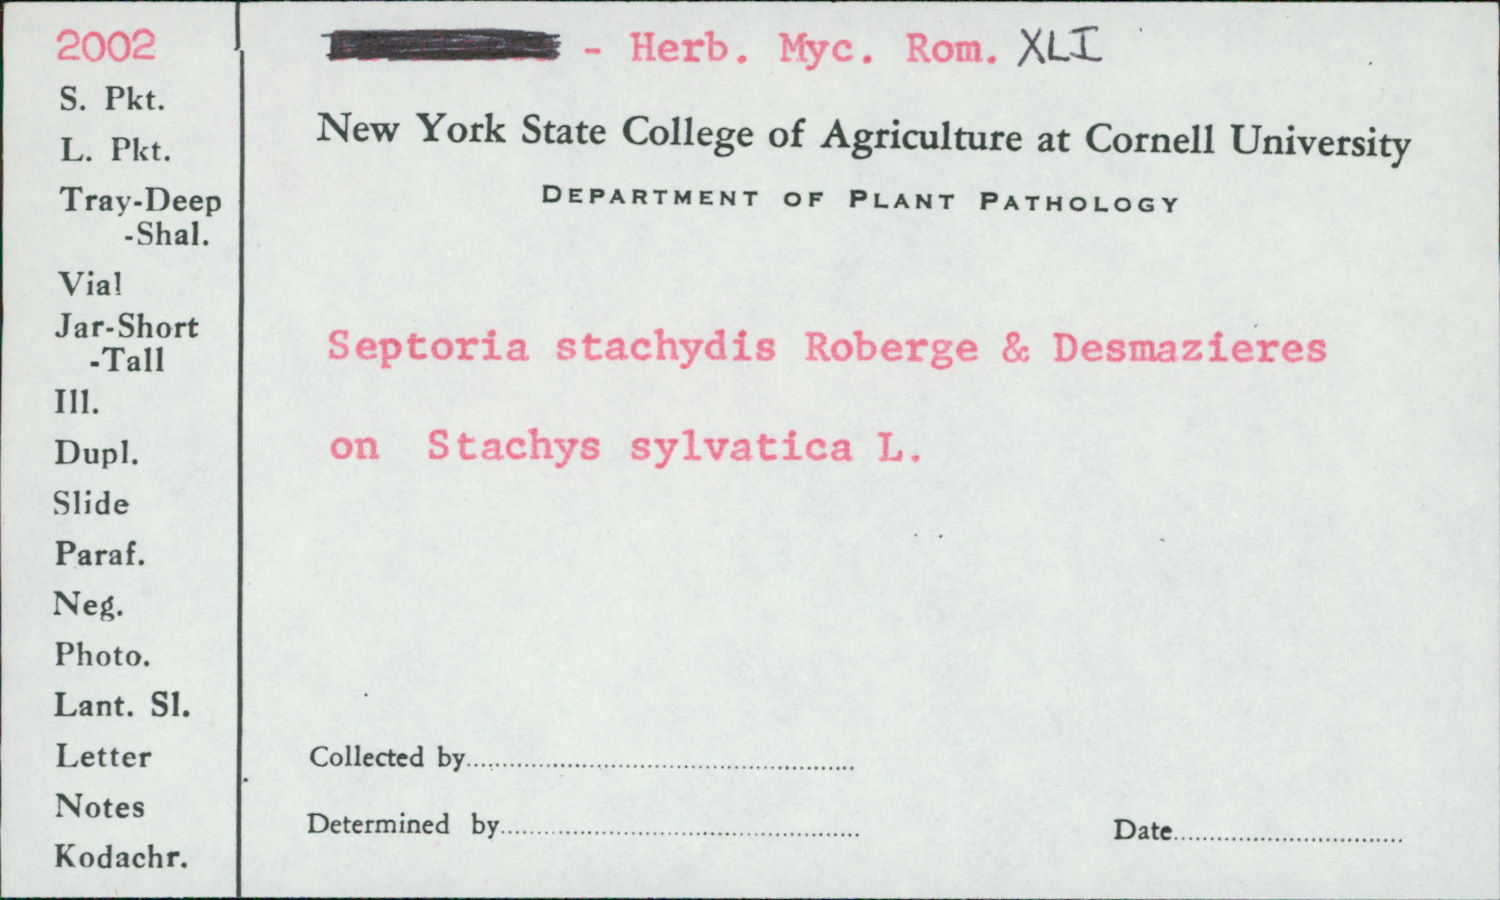 2002
S. Pkt.
L. Pkt.
Tray-Deep
-Shal.
Vial
Jar-Short
-Tall
Ill.
Dupl.
Slide
Paraf.
Neg.
Photo.
Lant. Sl.
Letter
Notes
Kodachr.
- Herb. Myc. Rom. XLI
New York State College of Agriculture at Cornell University
DEPARTMENT OF PLANT PATHOLOGY
Septoria stachydis Roberge & Desmazieres
on Stachys sylvatica L.
Collected by
Determined by
Date